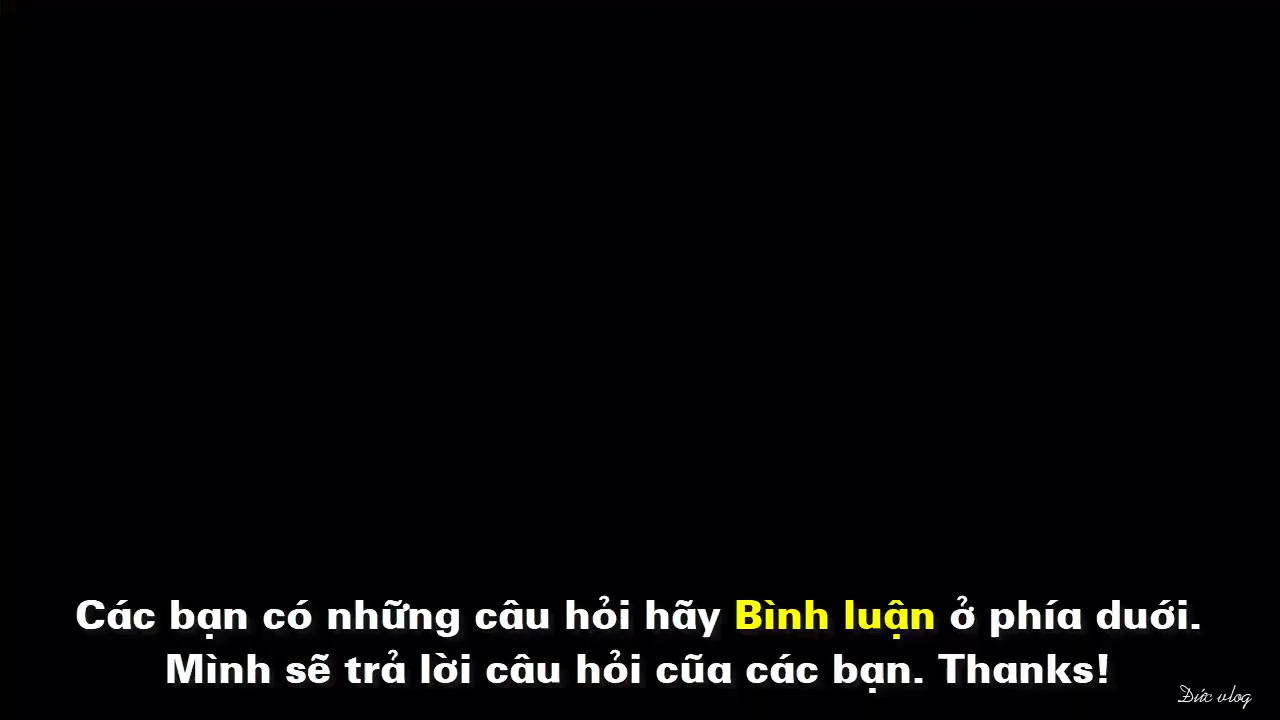 Các bạn có những câu hỏi hãy Bình luận ở phía duưới.
Mình sẽ trả lời câu hỏi cũa các bạn. Thanks!
Đức vlog